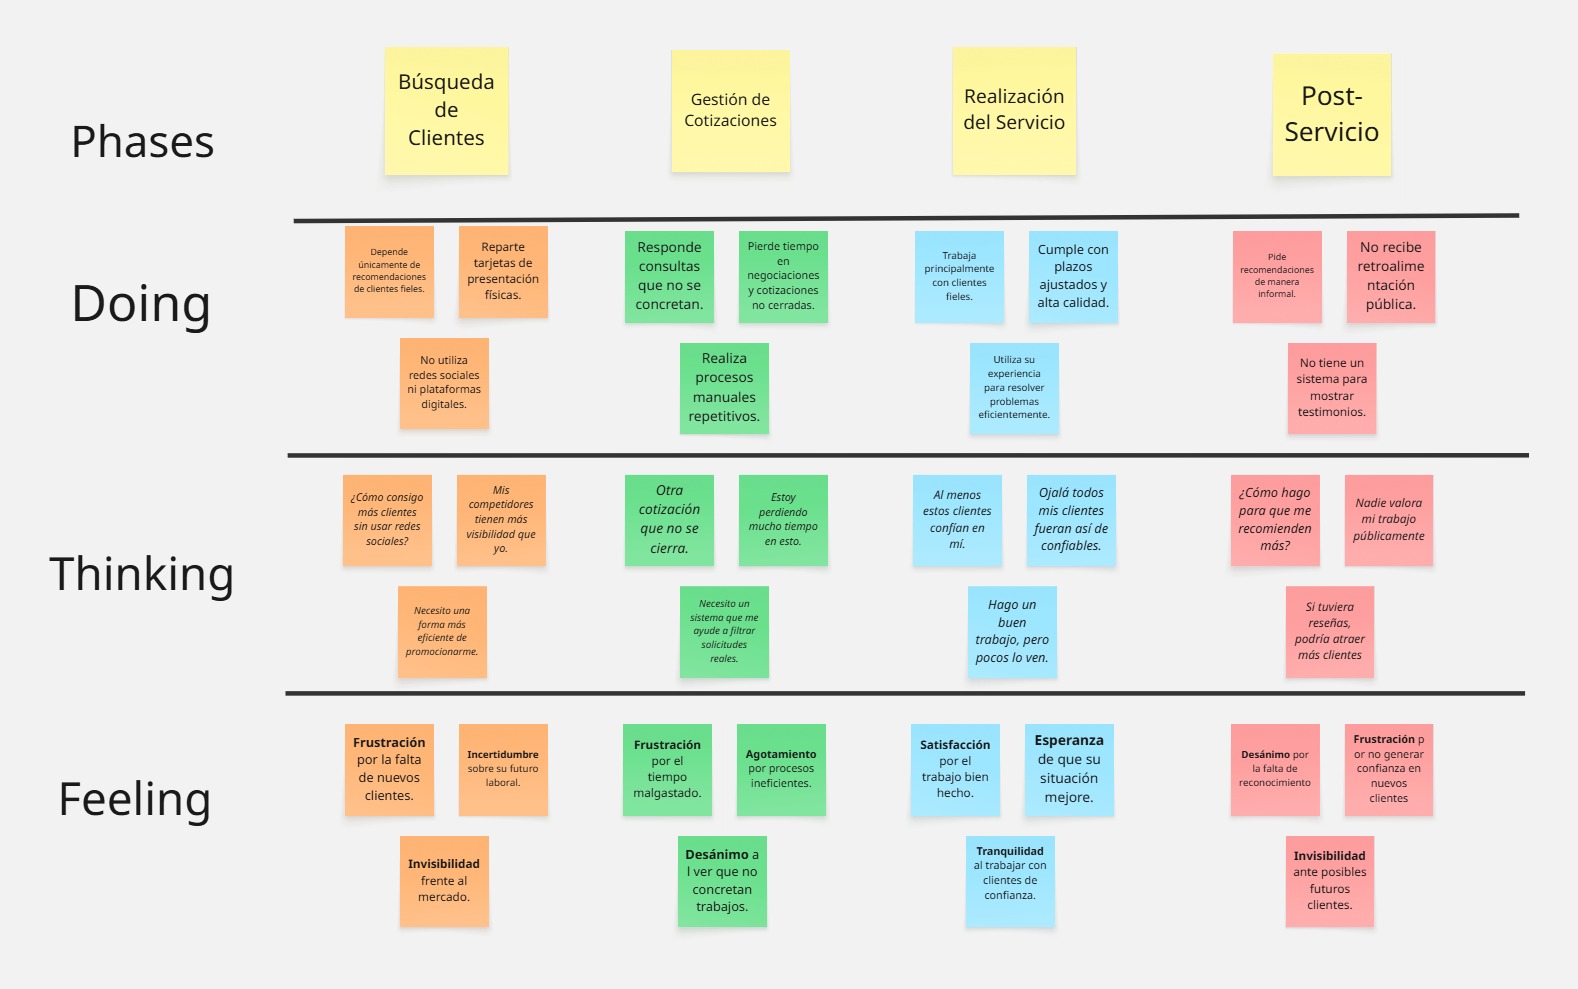 Phases
Búsqueda
de
Clientes
Gestión de
Cotizaciones
Realización
del Servicio
Post-
Servicio
Doing
Depende
únicamente de
recomendaciones
de clientes fieles.
Reparte
tarjetas de
presentación
físicas.
No utiliza
redes sociales
ni plataformas
digitales.
Responde
consultas
que no se
concretan.
Pierde tiempo
en
negociaciones
y cotizaciones
no cerradas.
Realiza
procesos
manuales
repetitivos.
Trabaja
principalmente
con clientes
fieles.
Cumple con
plazos
ajustados y
alta calidad.
Utiliza su
experiencia
para resolver
problemas
eficientemente.
Pide
recomendaciones
de manera
informal.
No recibe
retroalime
ntación
pública.
No tiene un
sistema para
mostrar
testimonios.
Thinking
¿Cómo consigo
más clientes
sin usar redes
sociales?
Mis
competidores
tienen más
visibilidad que
yo.
Necesito una
forma más
eficiente de
promocionarme.
Otra
cotización
que no se
cierra.
Estoy
perdiendo
mucho tiempo
en esto.
Necesito un
sistema que me
ayude a filtrar
solicitudes
reales.
Al menos
estos clientes
confían en
mí.
Ojalá todos
mis clientes
fueran así de
confiables.
Hago un
buen
trabajo, pero
pocos lo ven.
¿Cómo hago
para que me
recomienden
más?
Nadie valora
mi trabajo
públicamente
Si tuviera
reseñas,
podría atraer
más clientes
Feeling
Frustración
por la falta
de nuevos
clientes.
Incertidumbre
sobre su futuro
laboral.
Invisibilidad
frente al
mercado.
Frustración
por el
tiempo
malgastado.
Agotamiento
por procesos
ineficientes.
Desánimo a
l ver que no
concretan
trabajos.
Satisfacción
por el
trabajo bien
hecho.
Esperanza
de que su
situación
mejore.
Tranquilidad
al trabajar con
clientes de
confianza.
Desánimo por
la falta de
reconocimiento
Frustración p
or no generar
confianza en
nuevos
clientes
Invisibilidad
ante posibles
futuros
clientes.